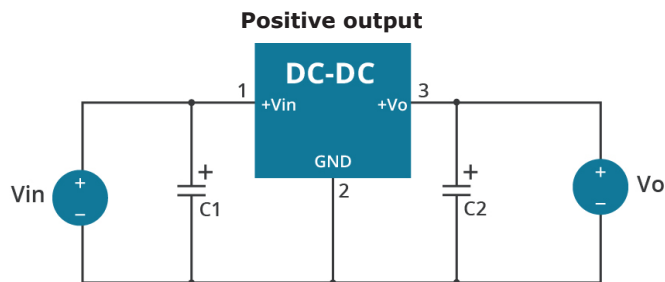 Positive output
DC-DC
1
+Vin
+Vo
3
GND
2
Vin
+
−
+
C1
+
C2
+
−
Vo